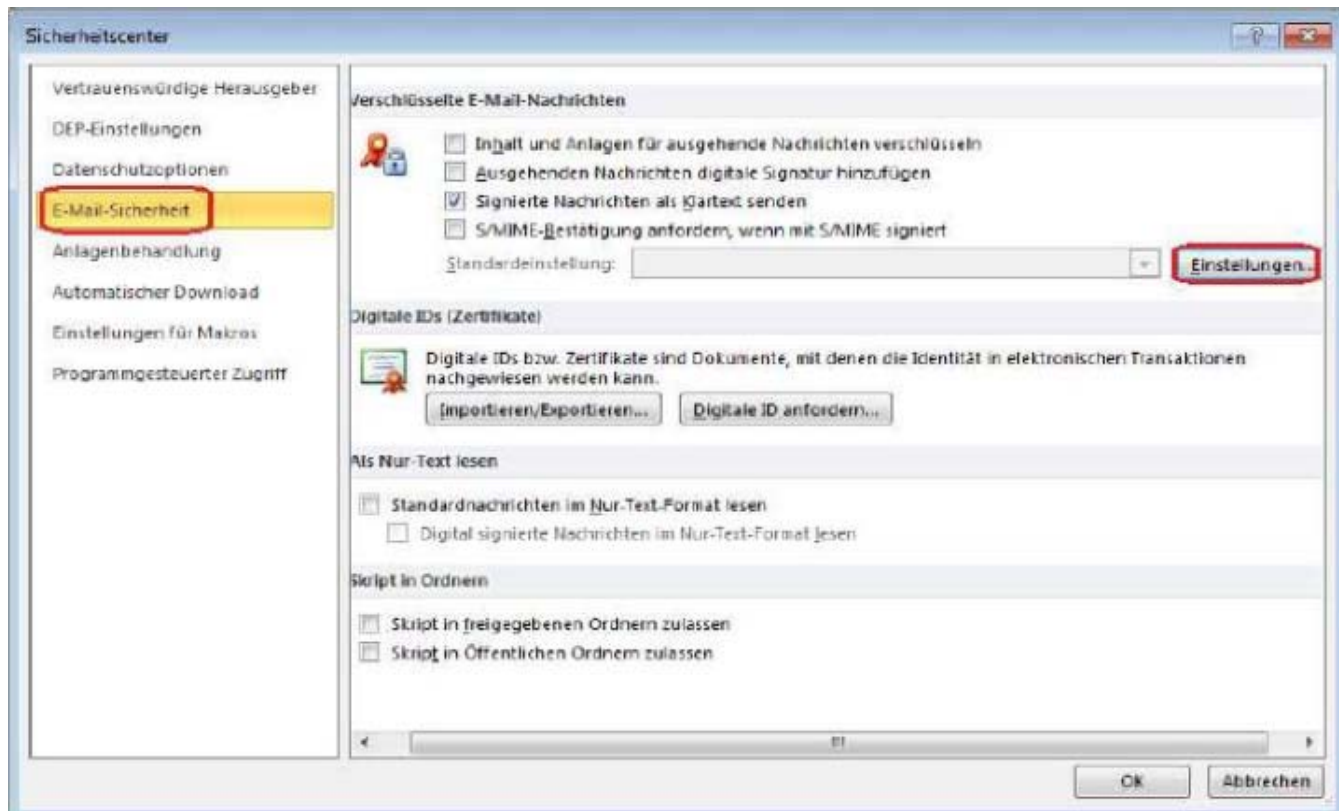 Sicherheitscenter
Vertrauenswürdige Herausgeber
DEP-Einstellungen
Datenschutzoptionen
E-Mail-Sicherheit
Anlagenbehandlung
Automatischer Download
Einstellungen für Makros
Programmgesteuerter Zugriff
Verschlüsselte E-Mail-Nachrichten
Inhalt und Anlagen für ausgehende Nachrichten verschlüsseln
Ausgehenden Nachrichten digitale Signatur hinzufügen
Signierte Nachrichten als Klartext senden
S/MIME-Bestätigung anfordern, wenn mit S/MIME signiert
Standardeinstellung:
Einstellungen...
Digitale IDs (Zertifikate)
Digitale IDs bzw. Zertifikate sind Dokumente, mit denen die Identität in elektronischen Transaktionen
nachgewiesen werden kann.
Importieren/Exportieren...
Digitale ID anfordern...
Als Nur-Text lesen
Standardnachrichten im Nur-Text-Format lesen
Digital signierte Nachrichten im Nur-Text-Format lesen
Skript in Ordnern
Skript in freigegebenen Ordnern zulassen
Skript in Öffentlichen Ordnern zulassen
OK
Abbrechen